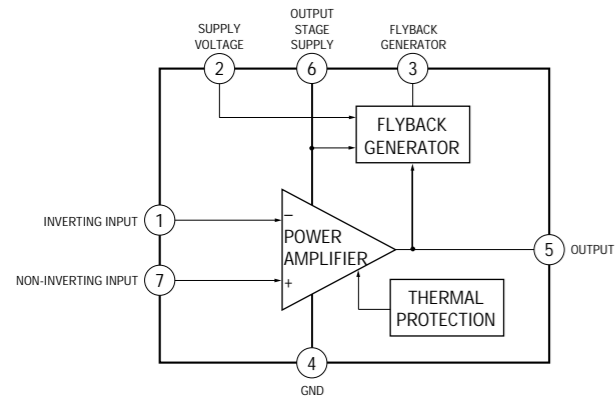 SUPPLY
VOLTAGE
OUTPUT
STAGE
SUPPLY
FLYBACK
GENERATOR
2
6
3
FLYBACK
GENERATOR
INVERTING INPUT
1
−
POWER
AMPLIFIER
5
OUTPUT
NON-INVERTING INPUT
7
+
THERMAL
PROTECTION
4
GND